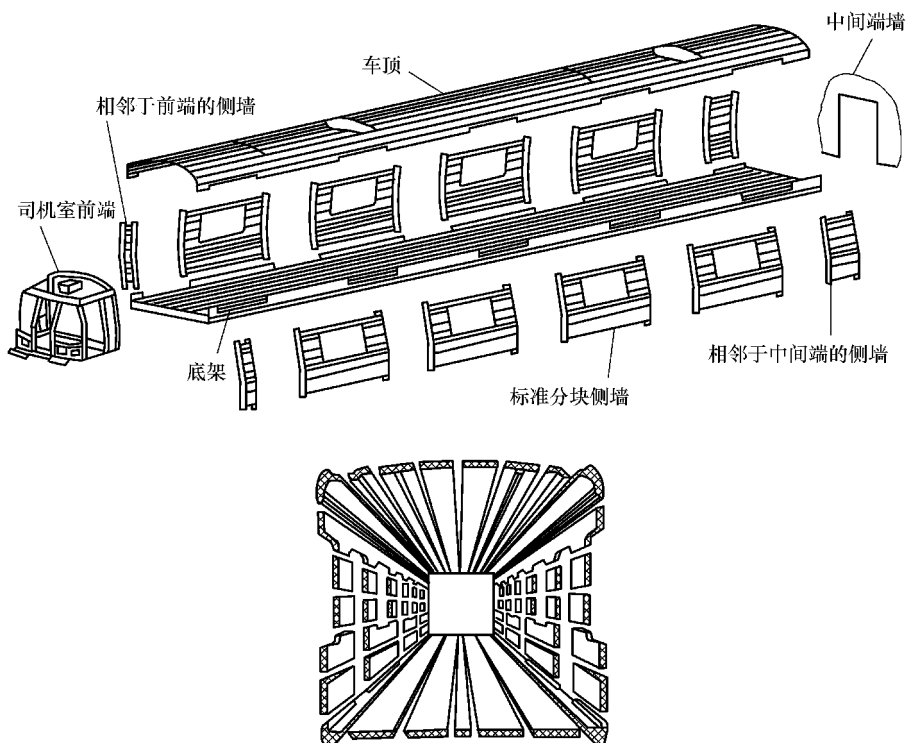 中间端墙
车顶
相邻于前端的侧墙
司机室前端
底架
相邻于中间端的侧墙
标准分块侧墙